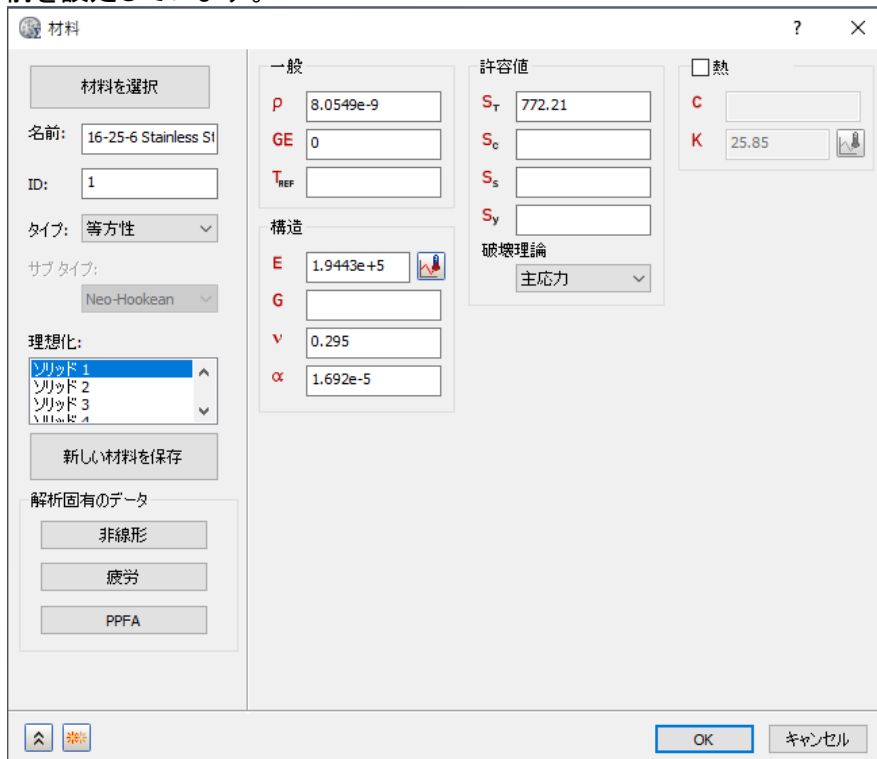 材料
?
材料を選択
名前: 16-25-6 Stainless St
ID: 1
タイプ: 等方性
サブ タイプ:
Neo-Hookean
理想化:
ソリッド 1
ソリッド 2
ソリッド 3
ソリッド 4
新しい材料を保存
解析固有のデータ
非線形
疲労
PPFA
一般
ρ 8.0549e-9
GE 0
TREF
構造
E 1.9443e+5
G
ν 0.295
α 1.692e-5
許容値
ST 772.21
Sc
Ss
Sy
破壊理論
主応力
熱
C
K 25.85
OK
キャンセル